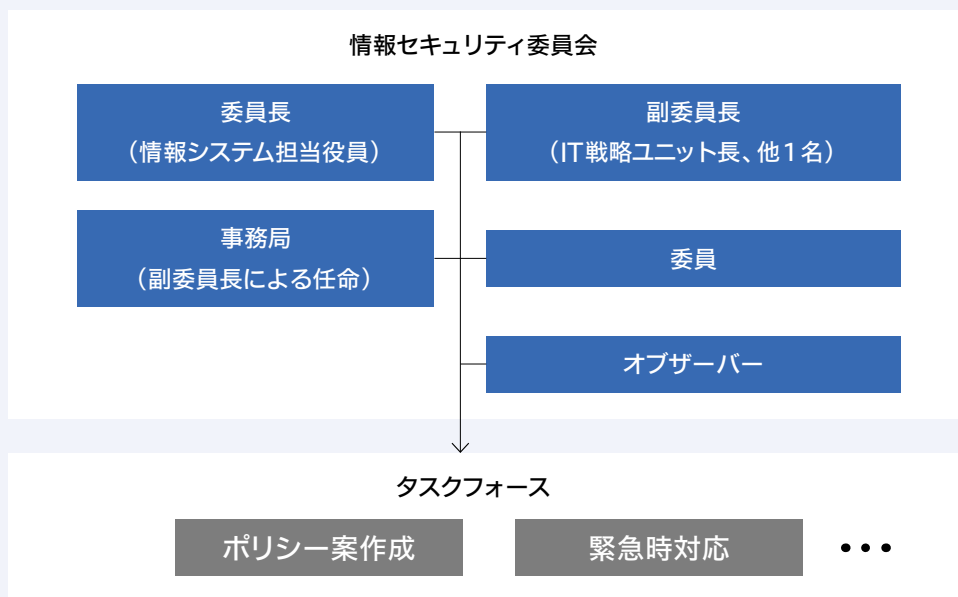 情報セキュリティ委員会
委員長
（情報システム担当役員）
副委員長
（IT戦略ユニット長、他１名）
事務局
（副委員長による任命）
委員
オブザーバー
タスクフォース
ポリシー案作成
緊急時対応
•••